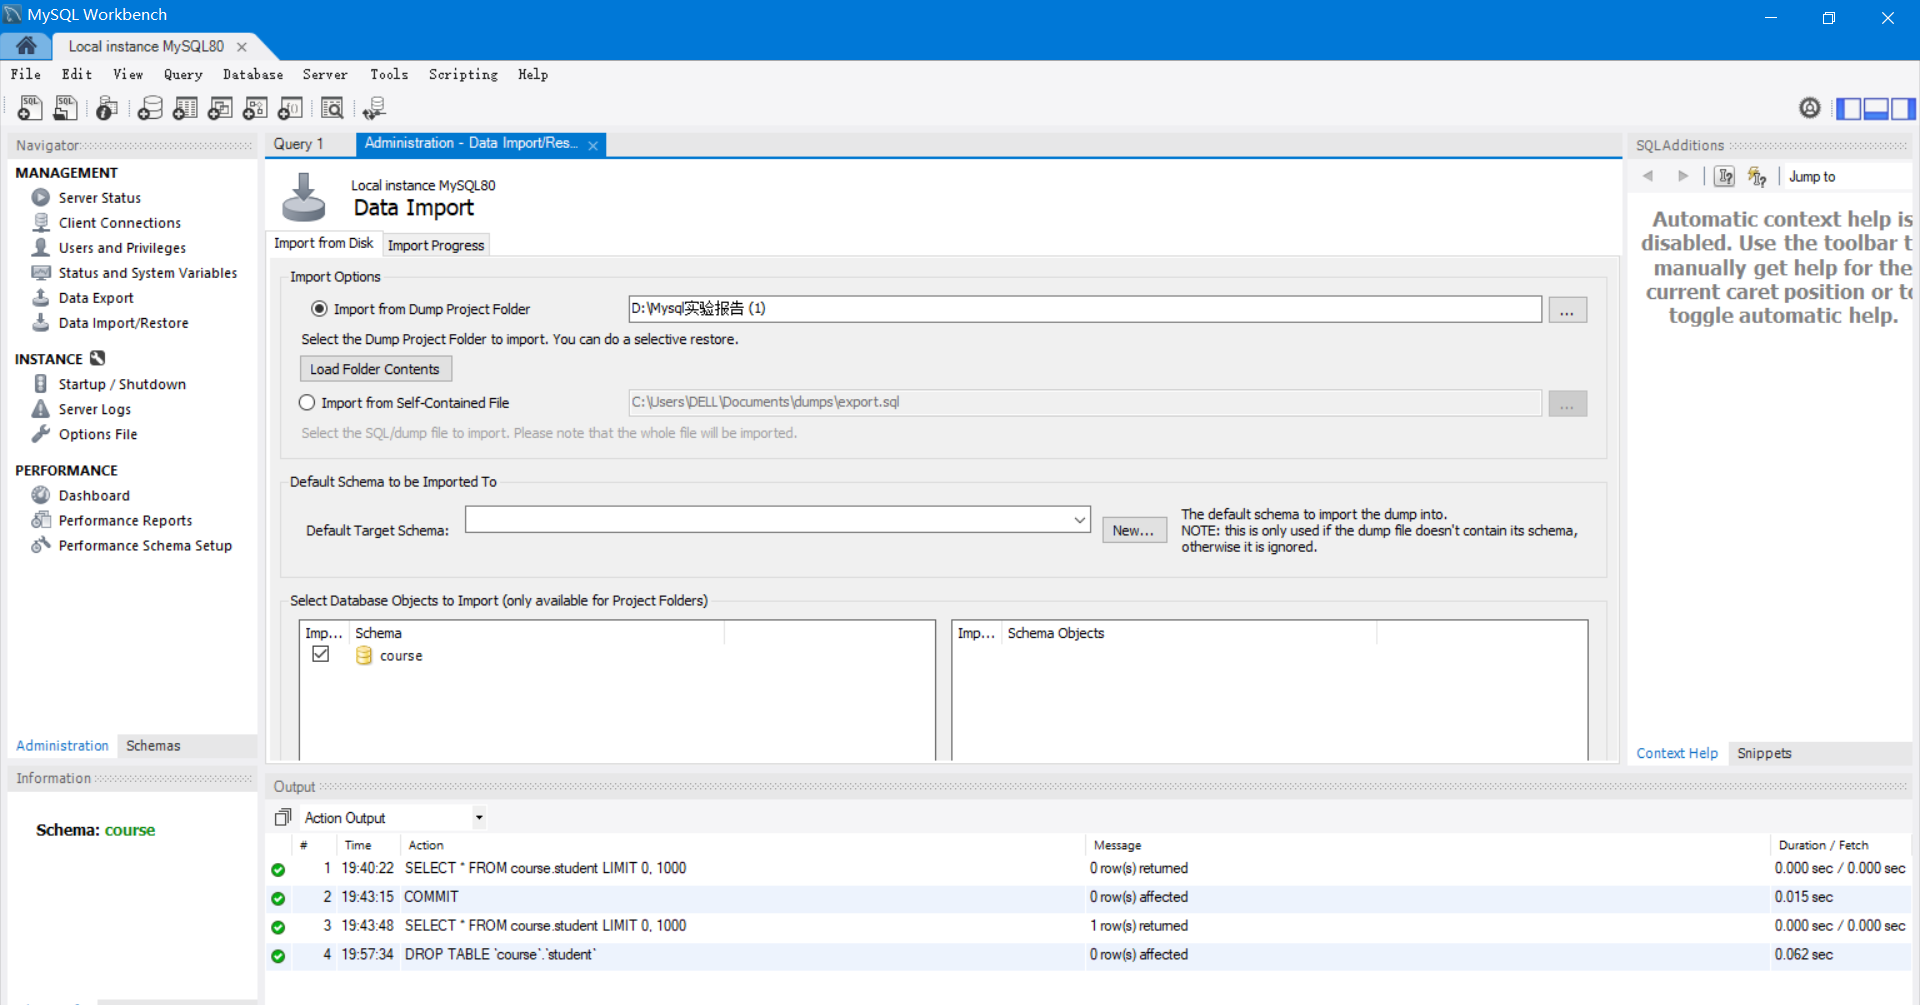 MySQL Workbench
Local instance MySQL80
File Edit View Query Database Server Tools Scripting Help
Navigator
MANAGEMENT
Server Status
Client Connections
Users and Privileges
Status and System Variables
Data Export
Data Import/Restore
INSTANCE
Startup / Shutdown
Server Logs
Options File
PERFORMANCE
Dashboard
Performance Reports
Performance Schema Setup
Administration Schemas
Information
Schema: course
Query 1 Administration - Data Import/Res...
Local instance MySQL80
Data Import
Import from Disk Import Progress
Import Options
Import from Dump Project Folder D:\Mysql实验报告 (1) ...
Select the Dump Project Folder to import. You can do a selective restore.
Load Folder Contents
Import from Self-Contained File C:\Users\DELL\Documents\dumps\export.sql ...
Select the SQL/dump file to import. Please note that the whole file will be imported.
Default Schema to be Imported To
Default Target Schema: New...
The default schema to import the dump into.
NOTE: this is only used if the dump file doesn't contain its schema,
otherwise it is ignored.
Select Database Objects to Import (only available for Project Folders)
Imp... Schema
course
Imp... Schema Objects
SQLAdditions
Jump to
Automatic context help is
disabled. Use the toolbar t
manually get help for the
current caret position or to
toggle automatic help.
Context Help Snippets
Output
Action Output
# Time Action Message Duration / Fetch
1 19:40:22 SELECT * FROM course.student LIMIT 0, 1000 0 row(s) returned 0.000 sec / 0.000 sec
2 19:43:15 COMMIT 0 row(s) affected 0.015 sec
3 19:43:48 SELECT * FROM course.student LIMIT 0, 1000 1 row(s) returned 0.000 sec / 0.000 sec
4 19:57:34 DROP TABLE `course`.`student` 0 row(s) affected 0.062 sec